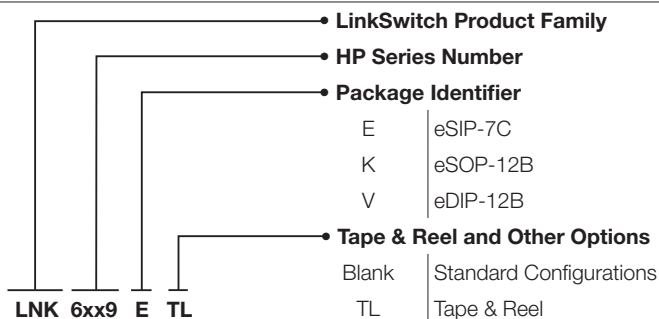 LinkSwitch Product Family
HP Series Number
Package Identifier
E eSIP-7C
K eSOP-12B
V eDIP-12B
Tape & Reel and Other Options
Blank Standard Configurations
TL Tape & Reel
LNK 6xx9 E TL